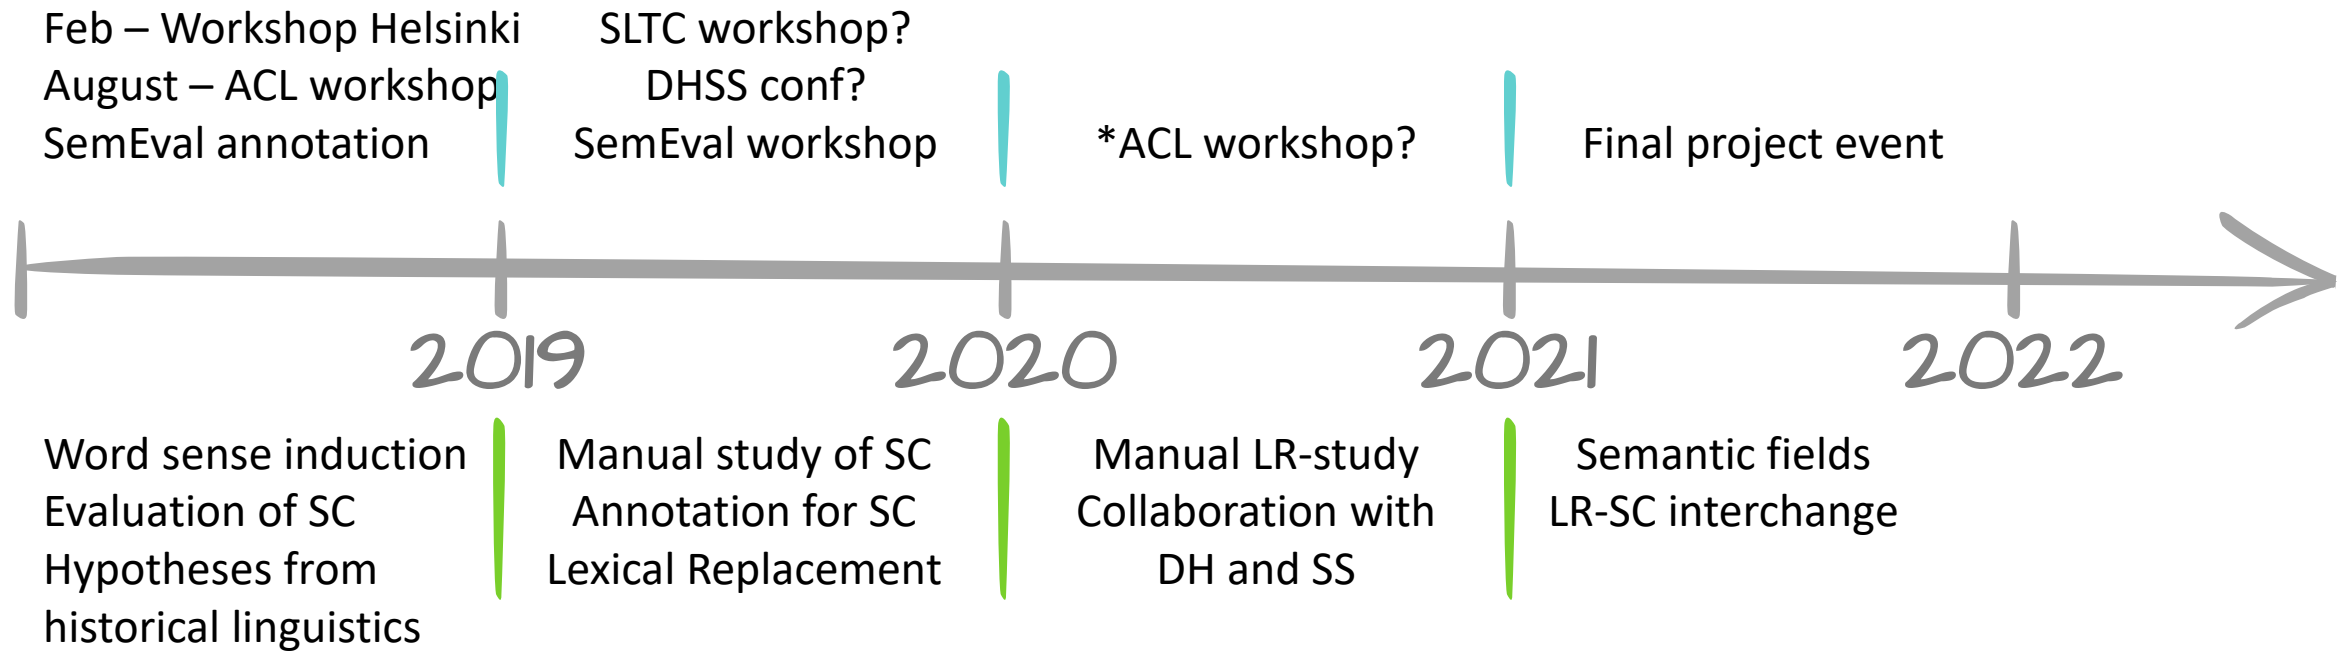 Feb – Workshop Helsinki
August – ACL workshop
SemEval annotation
SLTC workshop?
DHSS conf?
SemEval workshop
*ACL workshop?
Final project event
2019
2020
2021
2022
Word sense induction
Evaluation of SC
Hypotheses from
historical linguistics
Manual study of SC
Annotation for SC
Lexical Replacement
Manual LR-study
Collaboration with
DH and SS
Semantic fields
LR-SC interchange